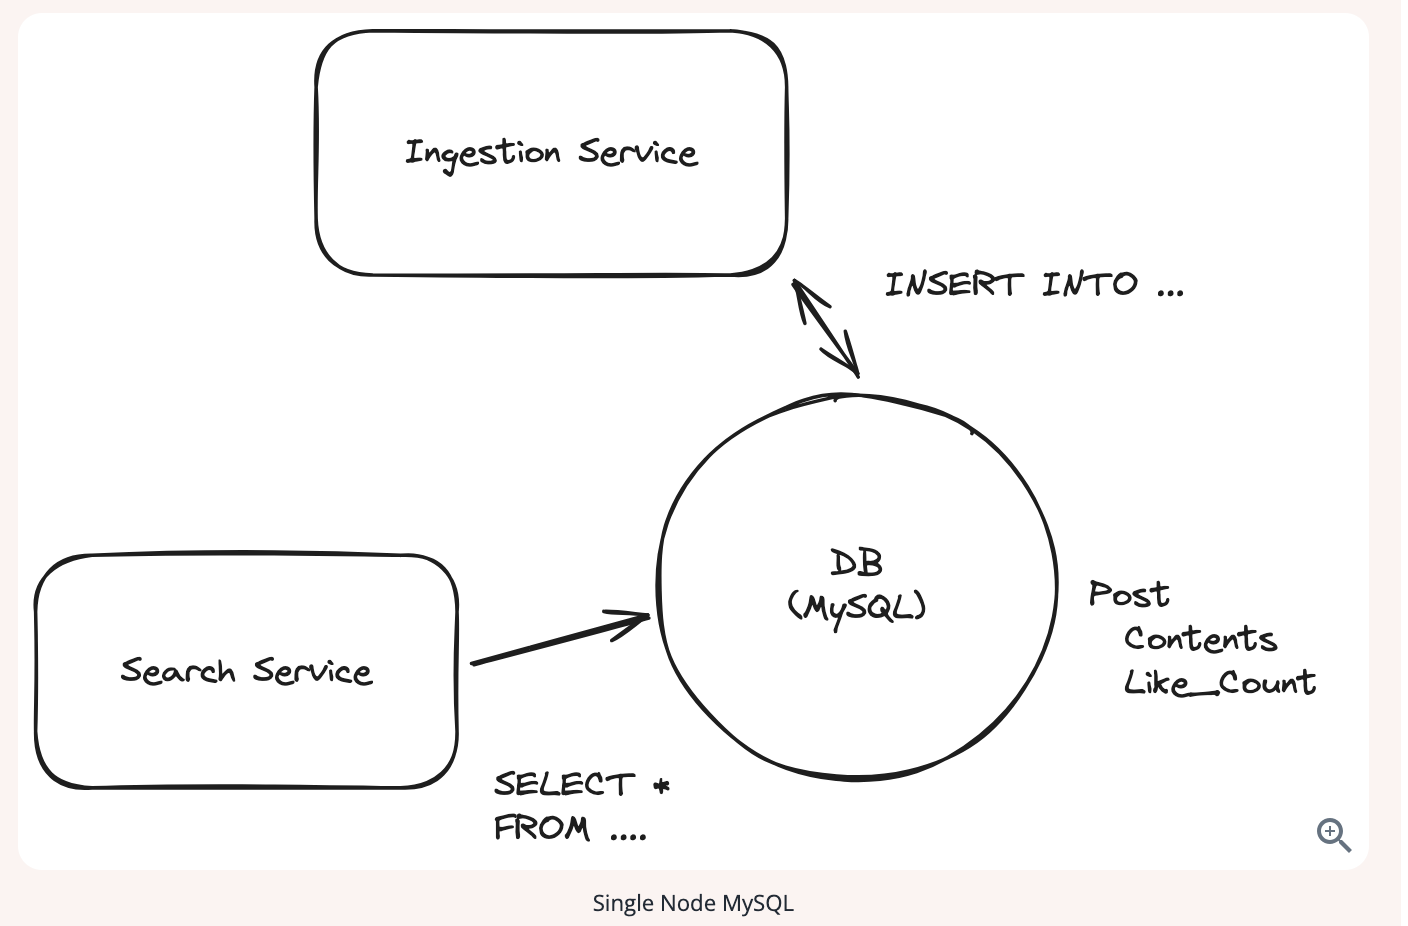 Ingestion Service
INSERT INTO ...
DB
(MySQL)
Post
Contents
Like_Count
Search Service
SELECT *
FROM ....
Single Node MySQL